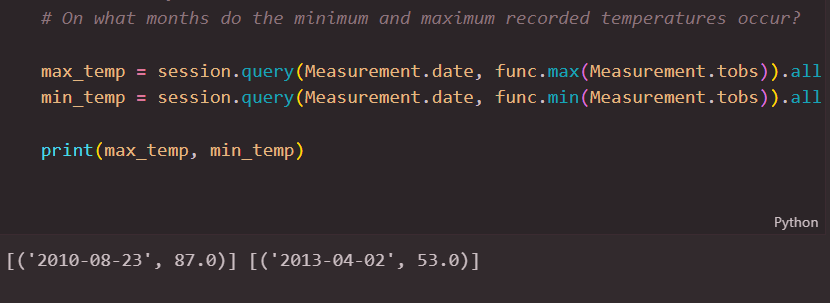 # On what months do the minimum and maximum recorded temperatures occur?
max_temp = session.query(Measurement.date, func.max(Measurement.tobs)).all
min_temp = session.query(Measurement.date, func.min(Measurement.tobs)).all
print(max_temp, min_temp)
Python
[('2010-08-23', 87.0)] [('2013-04-02', 53.0)]